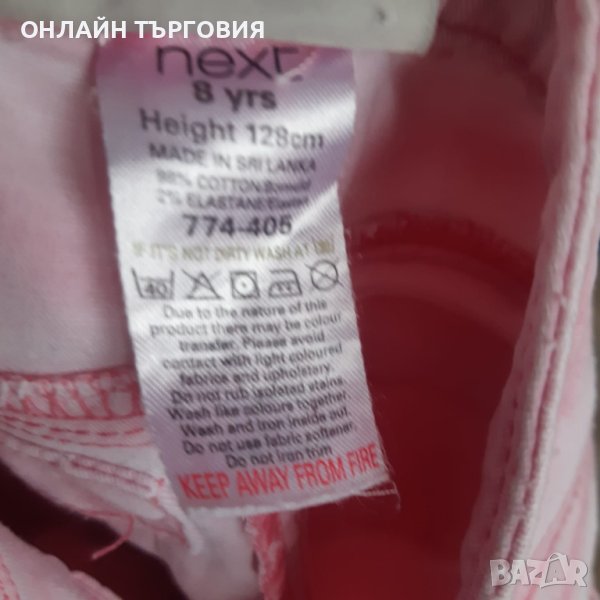 ОНЛАЙН ТЪРГОВИЯ
next
8 yrs
Height 128cm
MADE IN SRI LANKA
98% COTTON
2% ELASTANE
774-405
IF IT'S NOT DIRTY WASH AT
40
Due to the nature of this
product there may be colour
transfer. Please avoid
contact with light coloured
fabrics and upholstery.
Do not rub isolated stains.
Wash like colours together
Wash and iron inside out.
Do not use fabric softener.
Do not iron trim
KEEP AWAY FROM FIRE
BAZAR